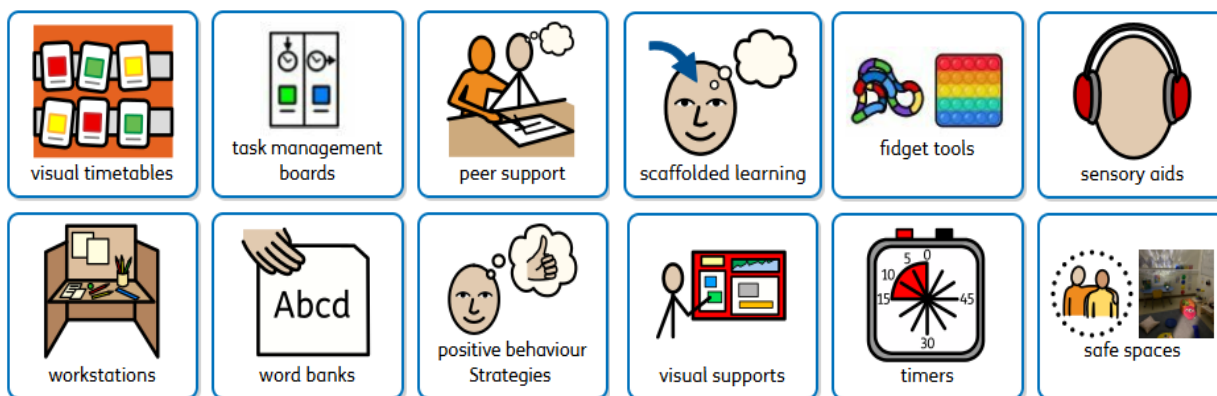 visual timetables
task management
boards
peer support
scaffolded learning
fidget tools
sensory aids
workstations
Abcd
word banks
positive behaviour
Strategies
visual supports
0
5
10
15
45
30
timers
safe spaces